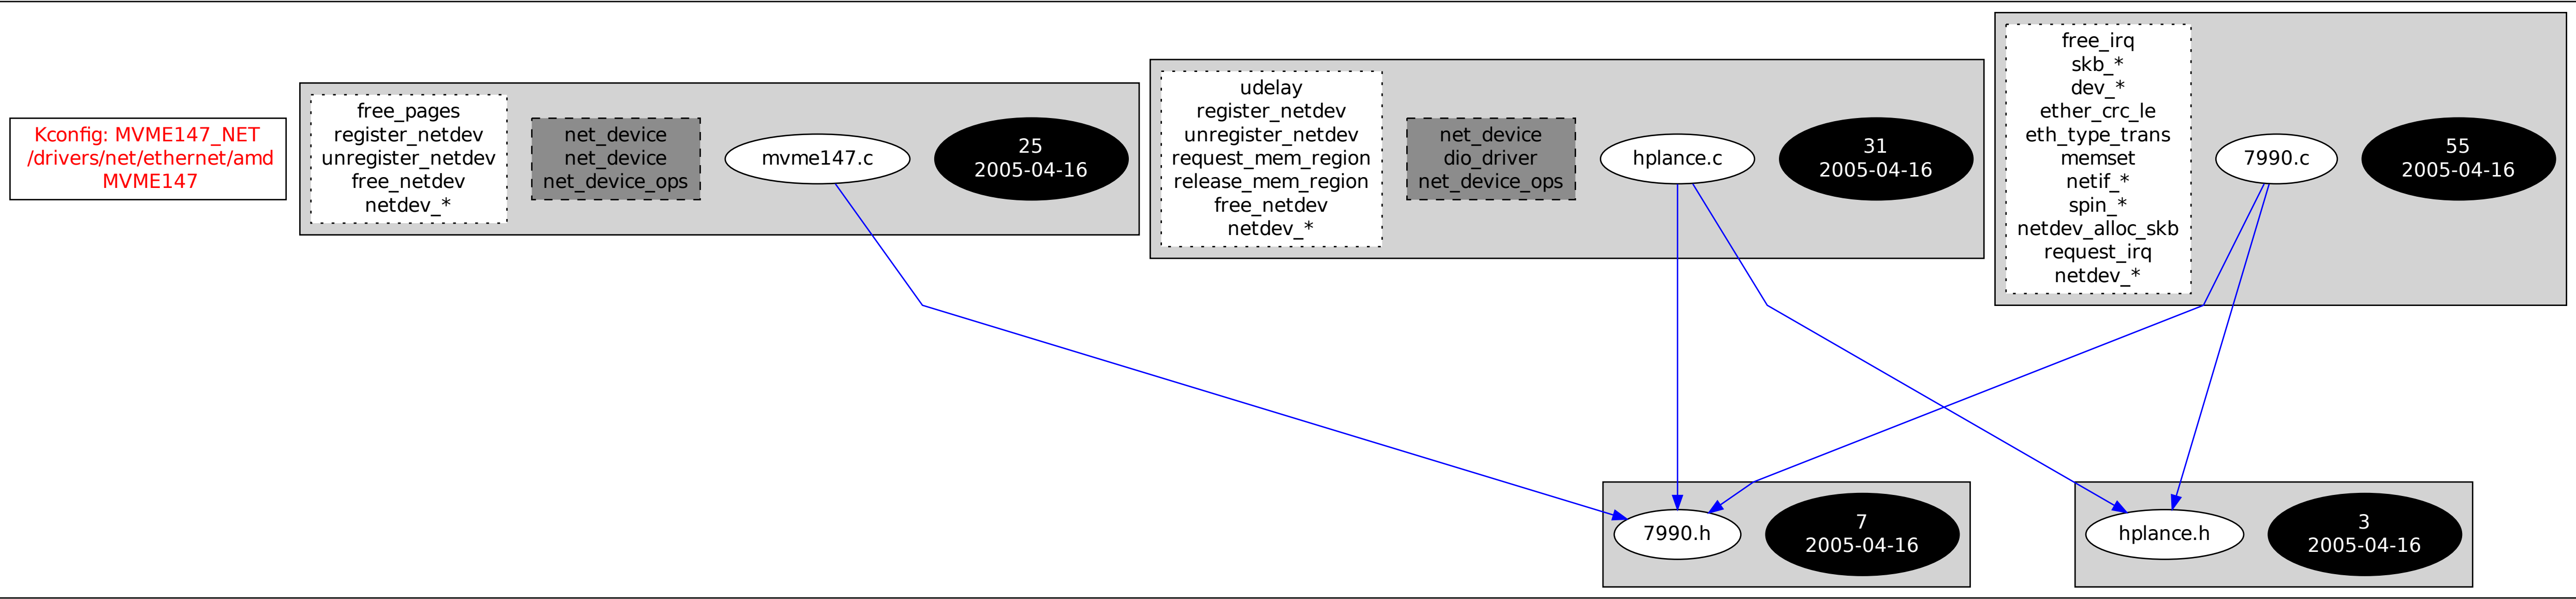 Kconfig: MVME147_NET
/drivers/net/ethernet/amd
MVME147
free_pages
register_netdev
unregister_netdev
free_netdev
netdev_*
net_device
net_device
net_device_ops
mvme147.c
25
2005-04-16
udelay
register_netdev
unregister_netdev
request_mem_region
release_mem_region
free_netdev
netdev_*
net_device
dio_driver
net_device_ops
hplance.c
31
2005-04-16
free_irq
skb_*
dev_*
ether_crc_le
eth_type_trans
memset
netif_*
spin_*
netdev_alloc_skb
request_irq
netdev_*
7990.c
55
2005-04-16
7990.h
7
2005-04-16
hplance.h
3
2005-04-16